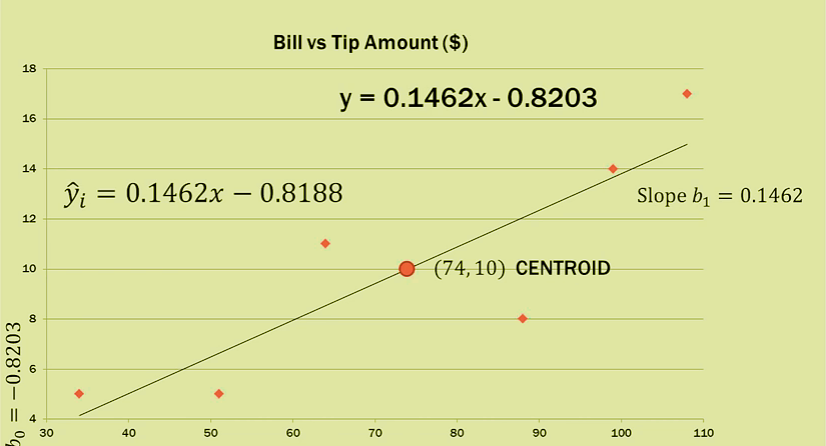 Bill vs Tip Amount ($)
18
y = 0.1462x - 0.8203
16
14
ŷᵢ = 0.1462x − 0.8188
Slope b₁ = 0.1462
12
10
(74, 10) CENTROID
8
6
4
b₀ = −0.8203
30 40 50 60 70 80 90 100 110